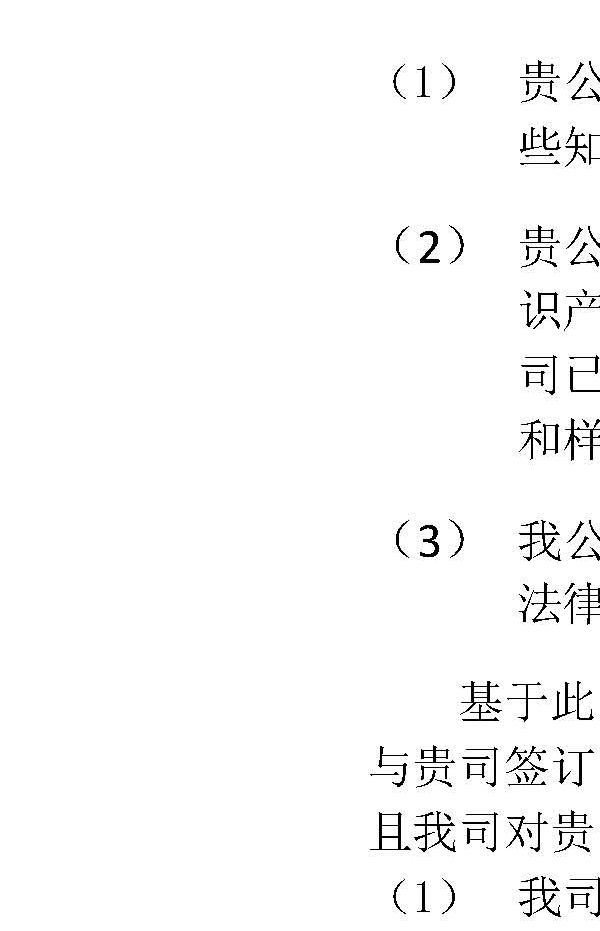 （1） 贵公
些知
（2） 贵公
识产
司已
和样
（3） 我公
法律
基于此
与贵司签订
且我司对贵
（1） 我司